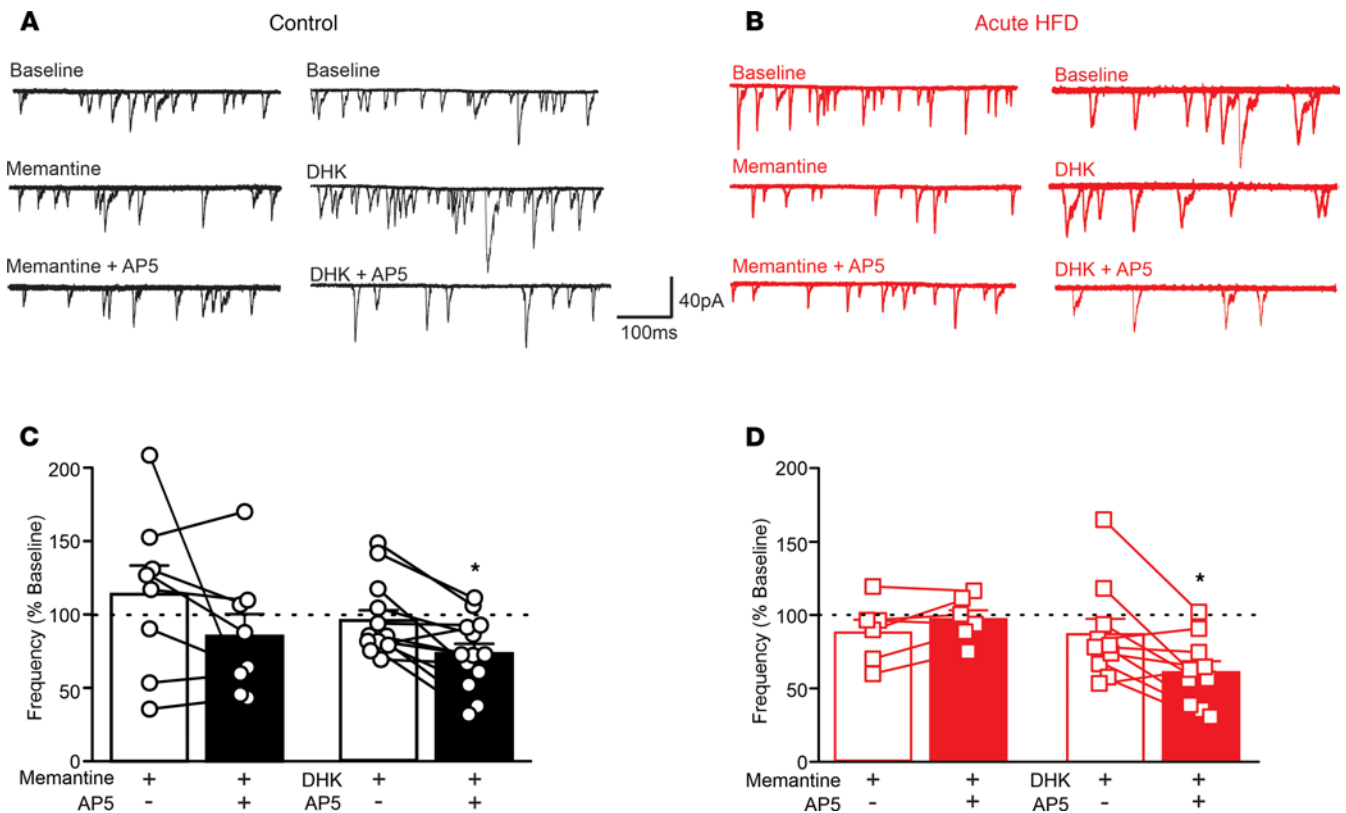 A
Control
Baseline
Baseline
Memantine
DHK
Memantine + AP5
DHK + AP5
40pA
100ms
B
Acute HFD
Baseline
Baseline
Memantine
DHK
Memantine + AP5
DHK + AP5
C
Frequency (% Baseline)
200
150
100
50
0
*
Memantine + + DHK + +
AP5 - + AP5 - +
D
Frequency (% Baseline)
200
150
100
50
0
*
Memantine + + DHK + +
AP5 - + AP5 - +